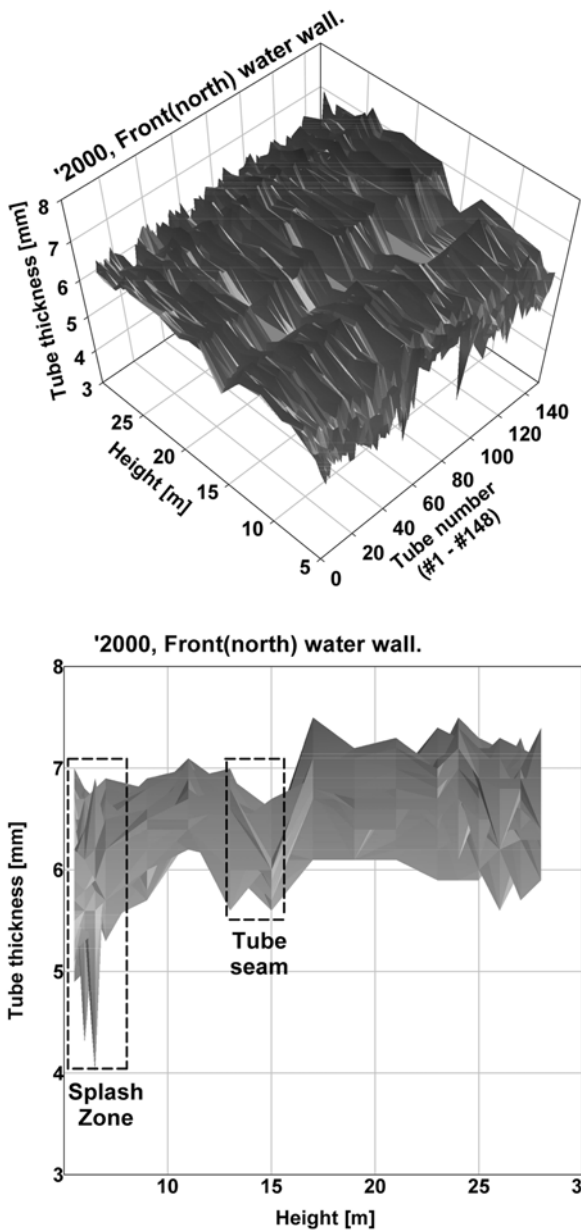 '2000, Front(north) water wall.
8
7
6
5
4
3
Tube thickness [mm]
25
20
15
10
5
Height [m]
0
20
40
60
80
100
120
140
Tube number
(#1 - #148)
'2000, Front(north) water wall.
8
7
6
5
4
3
Tube thickness [mm]
Tube
seam
Splash
Zone
10
15
20
25
3
Height [m]